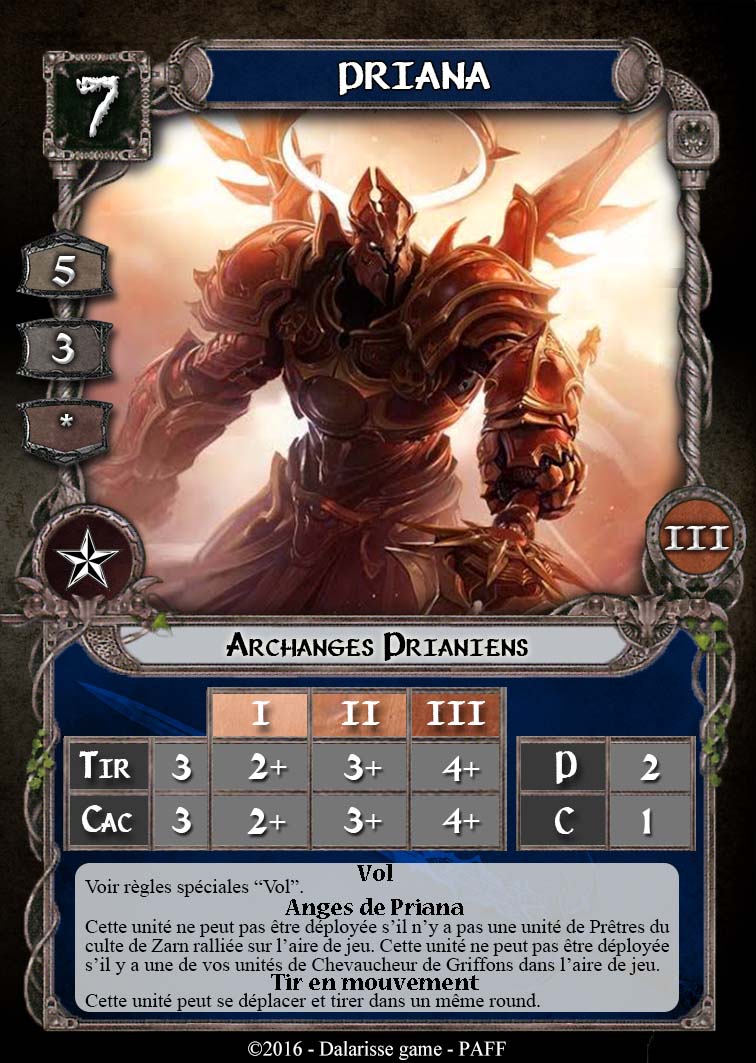 7
PRIANA
5
3
*
III
Archanges Prianiens
I II III
Tir 3 2+ 3+ 4+ P 2
Cac 3 2+ 3+ 4+ C 1
Vol
Voir règles spéciales “Vol”.
Anges de Priana
Cette unité ne peut pas être déployée s’il n’y a pas une unité de Prêtres du
culte de Zarn ralliée sur l’aire de jeu. Cette unité ne peut pas être déployée
s’il y a une de vos unités de Chevaucheur de Griffons dans l’aire de jeu.
Tir en mouvement
Cette unité peut se déplacer et tirer dans un même round.
©2016 - Dalarisse game - PAFF